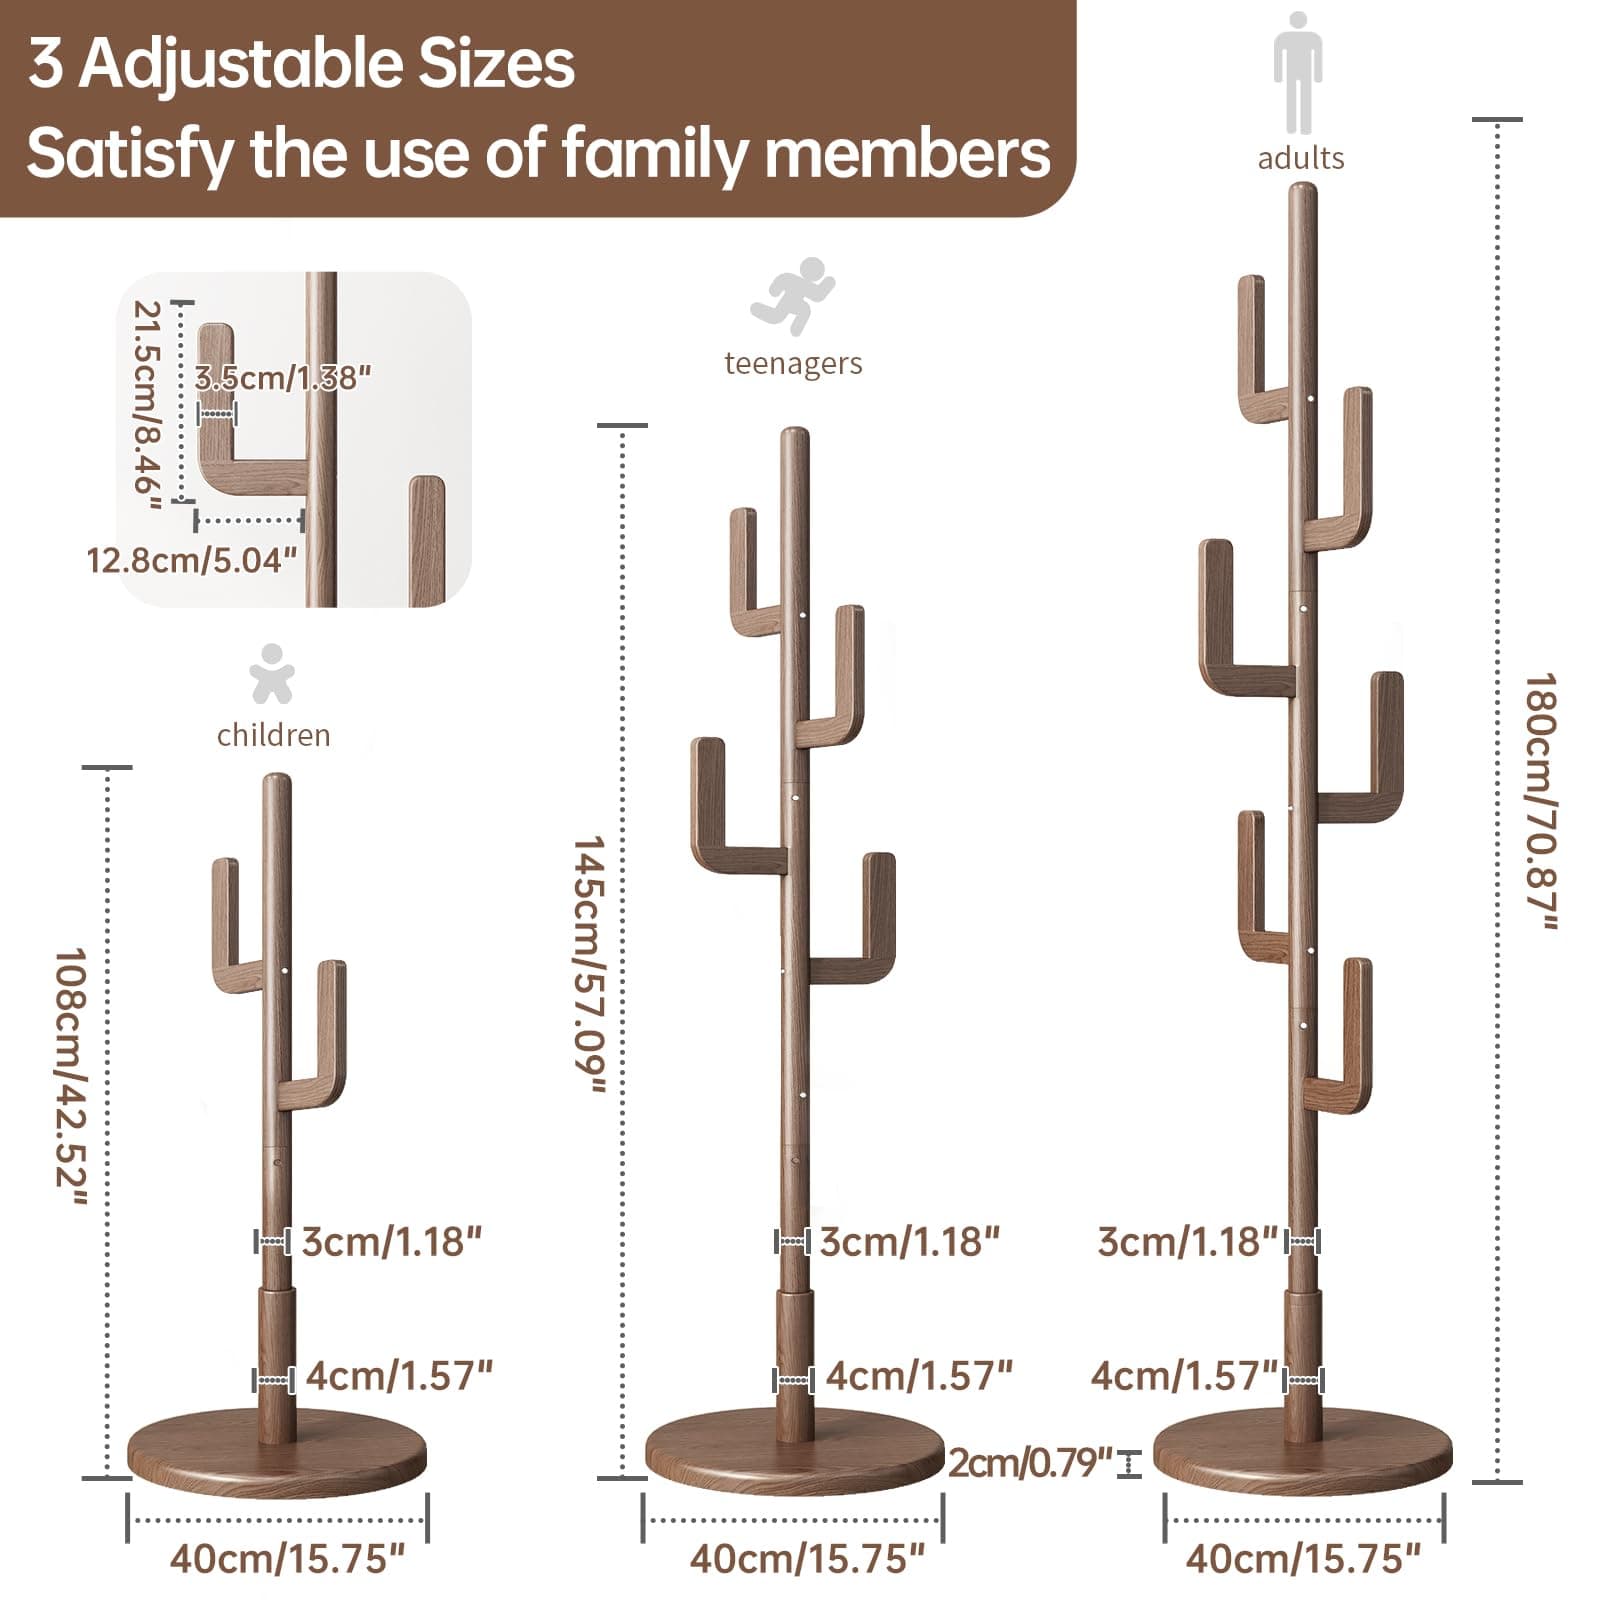 3 Adjustable Sizes
Satisfy the use of family members
adults
teenagers
children
21.5cm/8.46"
3.5cm/1.38"
12.8cm/5.04"
108cm/42.52"
145cm/57.09"
180cm/70.87"
3cm/1.18"
3cm/1.18"
3cm/1.18"
4cm/1.57"
4cm/1.57"
4cm/1.57"
2cm/0.79"
40cm/15.75"
40cm/15.75"
40cm/15.75"